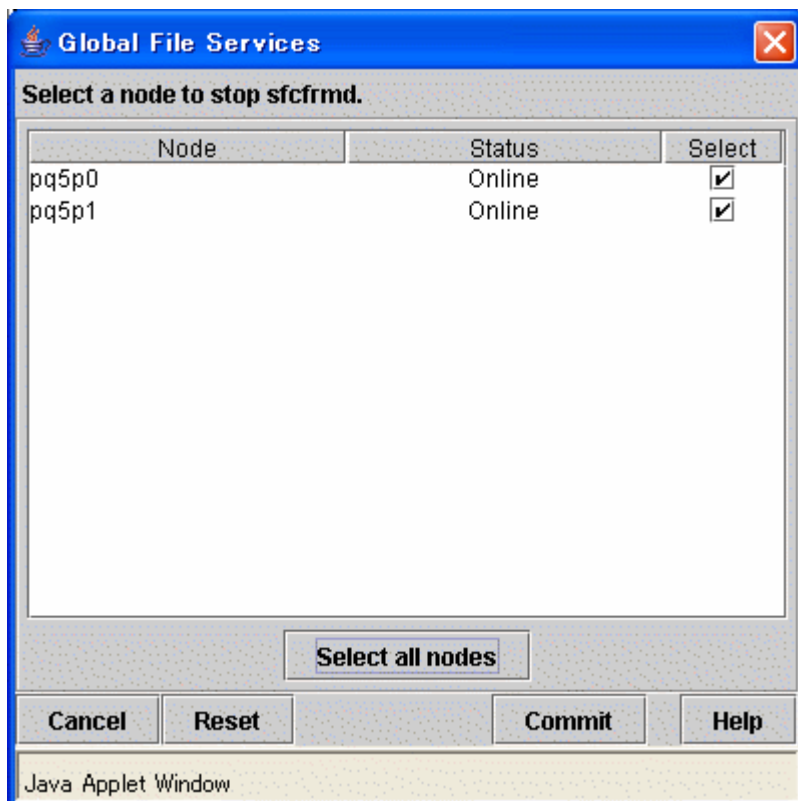 Global File Services
Select a node to stop sfcfrmd.
Node Status Select
pq5p0 Online
pq5p1 Online
Select all nodes
Cancel Reset Commit Help
Java Applet Window